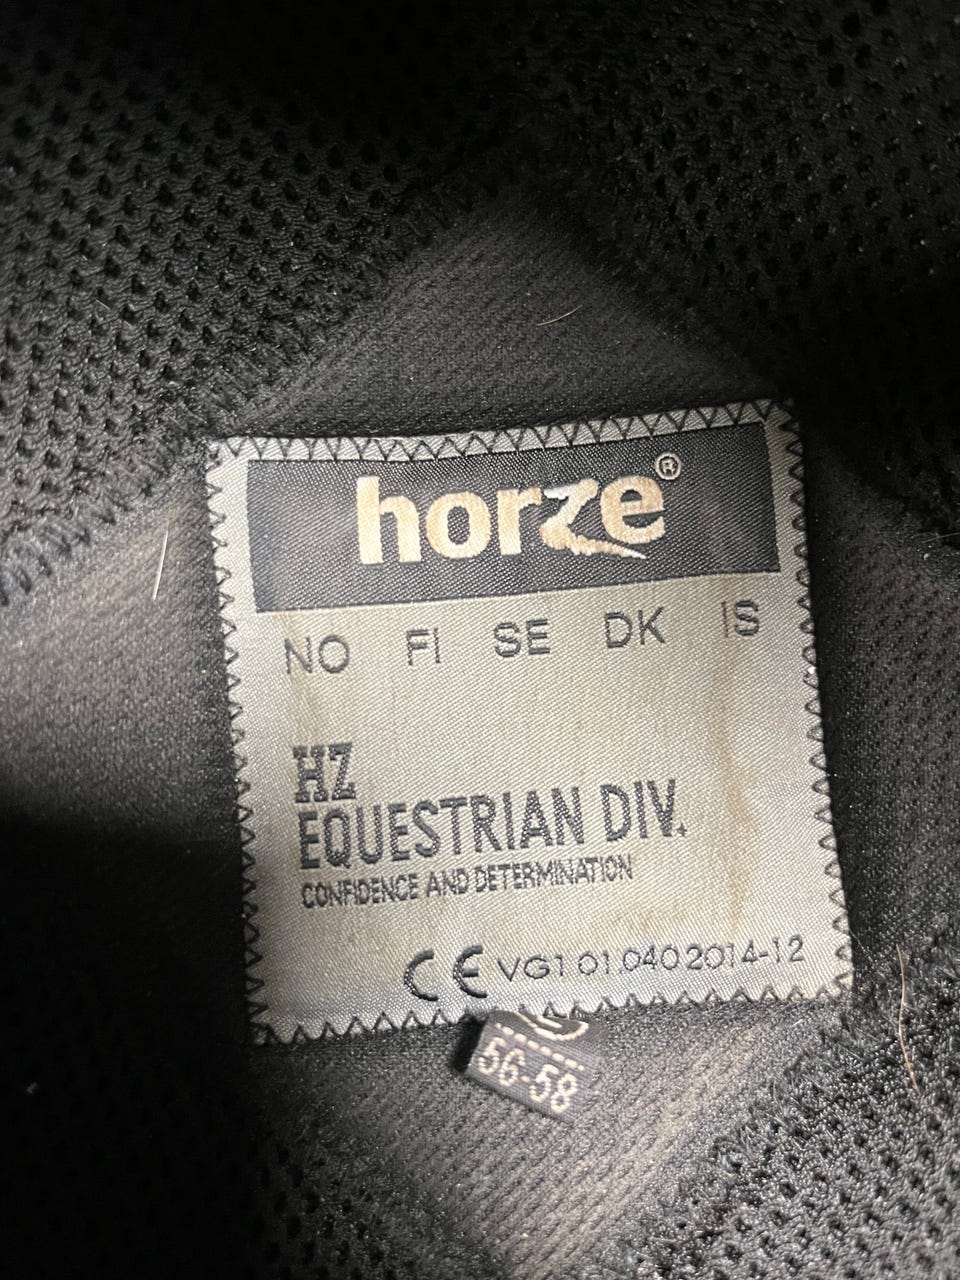 horze®
NO FI SE DK IS
HZ
EQUESTRIAN DIV.
CONFIDENCE AND DETERMINATION
CE VG1 01.040 2014-12
56-58